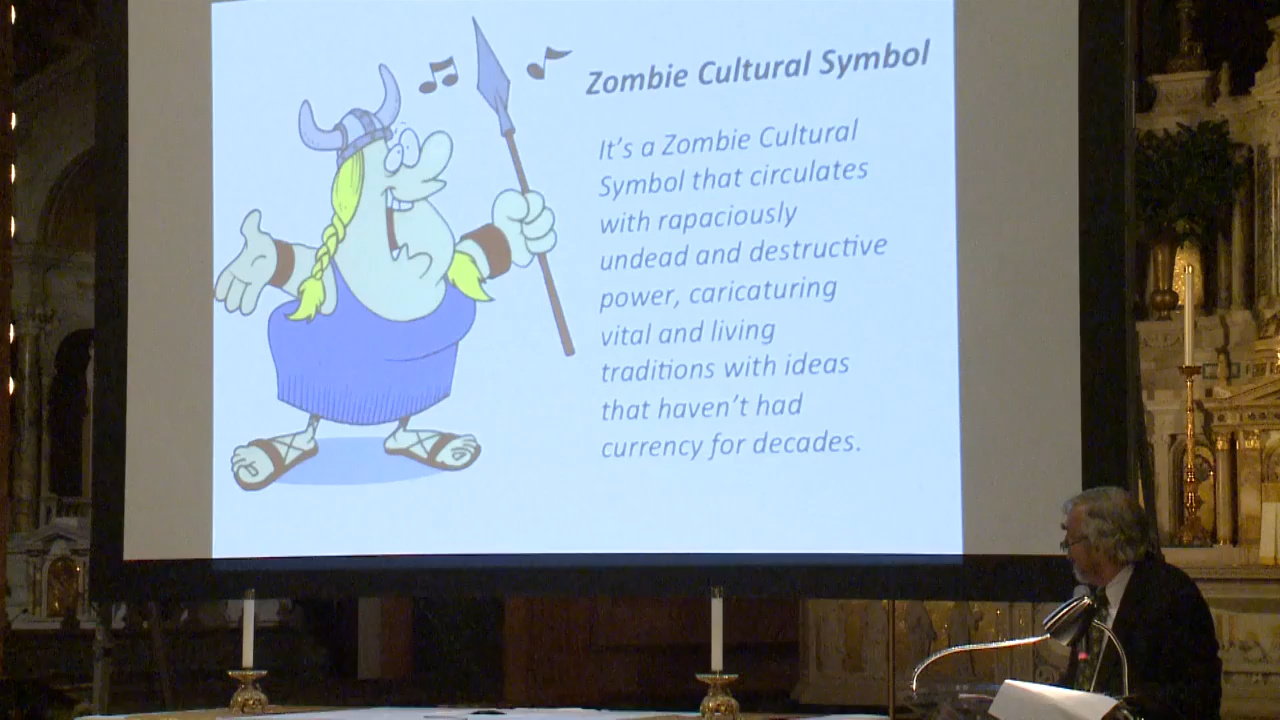 Zombie Cultural Symbol
It's a Zombie Cultural
Symbol that circulates
with rapaciously
undead and destructive
power, caricaturing
vital and living
traditions with ideas
that haven't had
currency for decades.